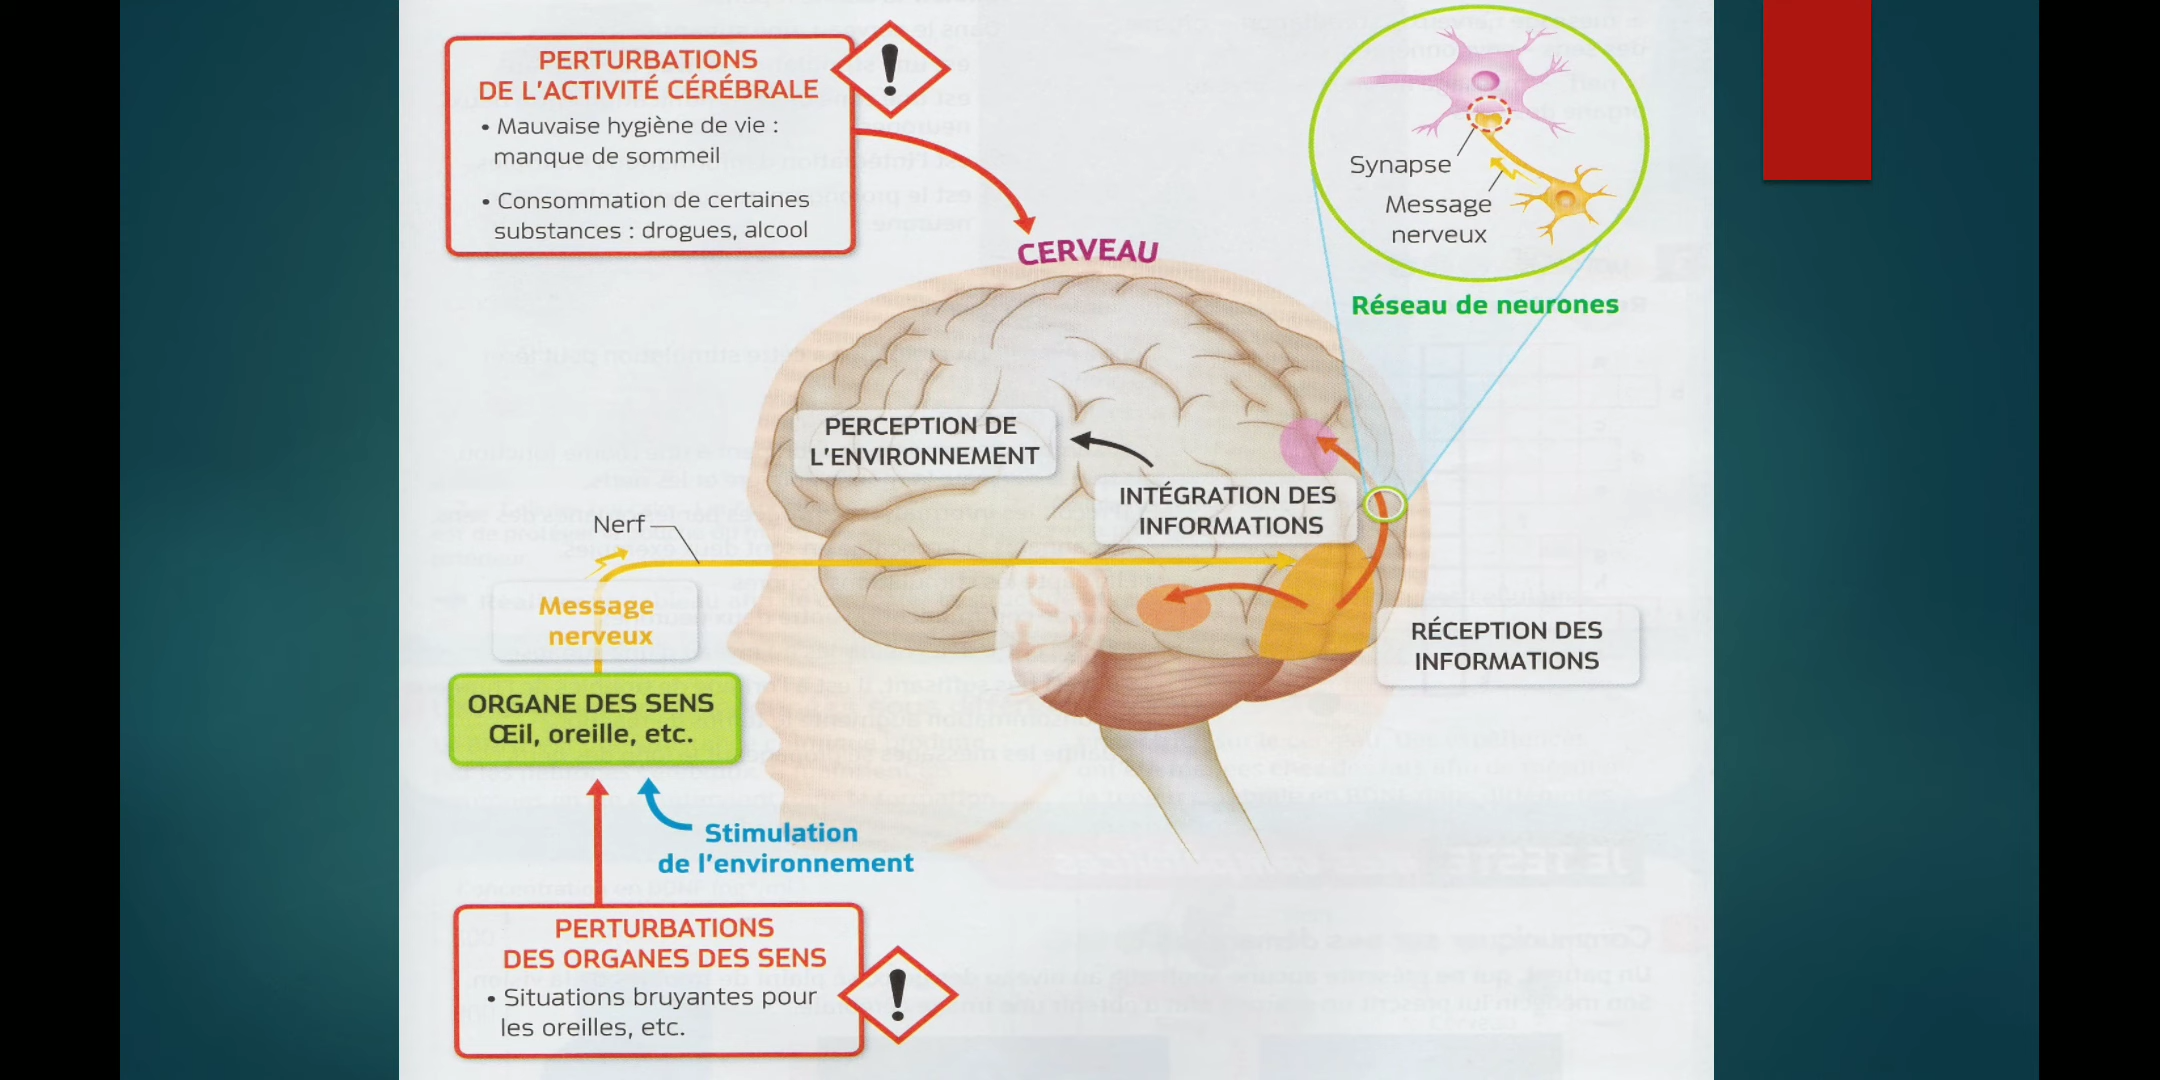 PERTURBATIONS
DE L'ACTIVITÉ CÉRÉBRALE
• Mauvaise hygiène de vie :
manque de sommeil
• Consommation de certaines
substances : drogues, alcool
CERVEAU
Synapse
Message
nerveux
Réseau de neurones
PERCEPTION DE
L'ENVIRONNEMENT
INTÉGRATION DES
INFORMATIONS
Nerf
Message
nerveux
RÉCEPTION DES
INFORMATIONS
ORGANE DES SENS
Œil, oreille, etc.
Stimulation
de l'environnement
PERTURBATIONS
DES ORGANES DES SENS
• Situations bruyantes pour
les oreilles, etc.